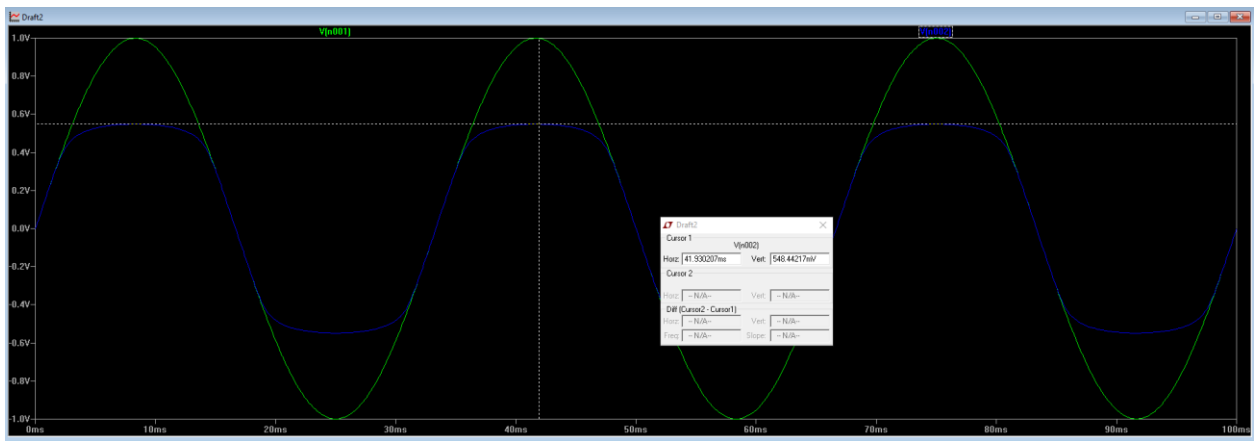 Draft2
V(n001) V(n002)
1.0V
0.8V
0.6V
0.4V
0.2V
0.0V
-0.2V
-0.4V
-0.6V
-0.8V
-1.0V
0ms 10ms 20ms 30ms 40ms 50ms 60ms 70ms 80ms 90ms 100ms
Draft2
Cursor 1
V(n002)
Horz: 41.930207ms Vert: 548.44217mV
Cursor 2
Horz: -- N/A-- Vert: -- N/A--
Diff (Cursor2 - Cursor1)
Horz: -- N/A-- Vert: -- N/A--
Freq: -- N/A-- Slope: -- N/A--